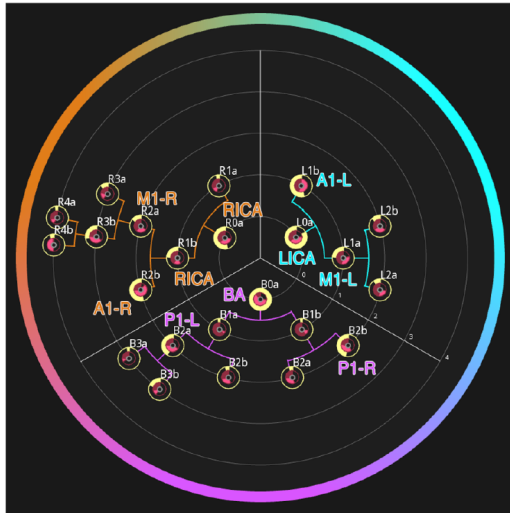 R1a
L1b
A1-L
R3a
M1-R
R4a
R2a
RICA
L2b
R4b
R3b
R0a
L0a
R1b
LICA
L1a
RICA
M1-L
R2b
L2a
A1-R
BA
B0a
0
1
P1-L
B1a
B1b
2
B3a
B2a
B2b
3
4
B3b
B2b
B2a
P1-R